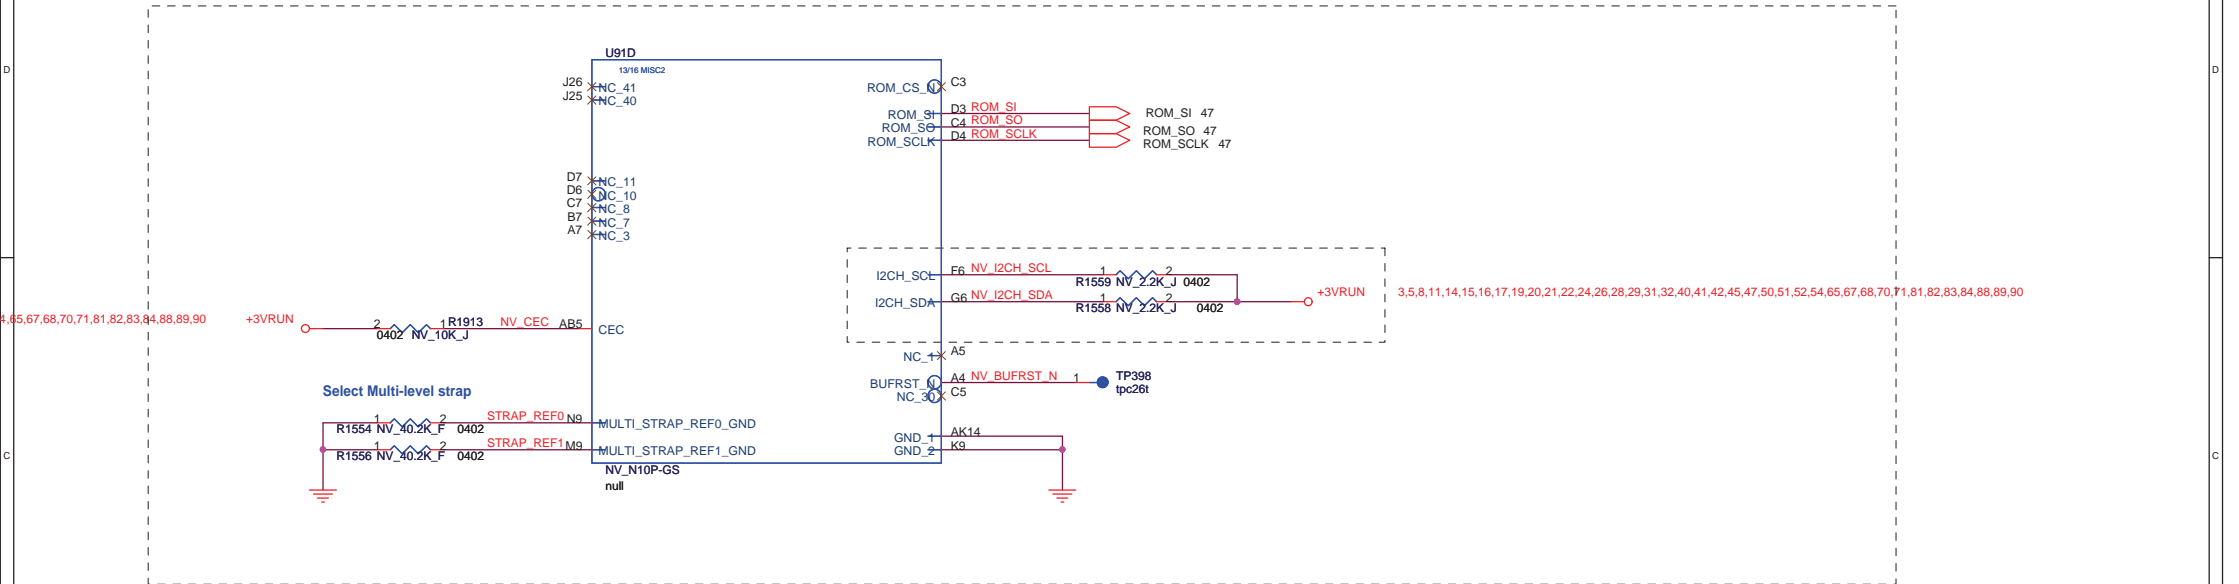 D
D
U91D
13/16 MISC2
J26 NC_41
J25 NC_40
ROM_CS_N C3
ROM_SI D3 ROM_SI ROM_SI 47
ROM_SO C4 ROM_SO ROM_SO 47
ROM_SCLK D4 ROM_SCLK ROM_SCLK 47
D7 NC_11
D6 NC_10
C7 NC_8
B7 NC_7
A7 NC_3
I2CH_SCL F6 NV_I2CH_SCL 1 2
R1559 NV_2.2K_J 0402
I2CH_SDA G6 NV_I2CH_SDA 1 2
R1558 NV_2.2K_J 0402
+3VRUN 3,5,8,11,14,15,16,17,19,20,21,22,24,26,28,29,31,32,40,41,42,45,47,50,51,52,54,65,67,68,70,71,81,82,83,84,88,89,90
4,65,67,68,70,71,81,82,83,84,88,89,90 +3VRUN
2 1 R1913 NV_CEC AB5 CEC
0402 NV_10K_J
NC_1 A5
BUFRST_N A4 NV_BUFRST_N 1 TP398
tpc26t
NC_30 C5
Select Multi-level strap
1 2 STRAP_REF0 N9 MULTI_STRAP_REF0_GND
R1554 NV_40.2K_F 0402
1 2 STRAP_REF1 M9 MULTI_STRAP_REF1_GND
R1556 NV_40.2K_F 0402
GND_1 AK14
GND_2 K9
NV_N10P-GS
null
C
C